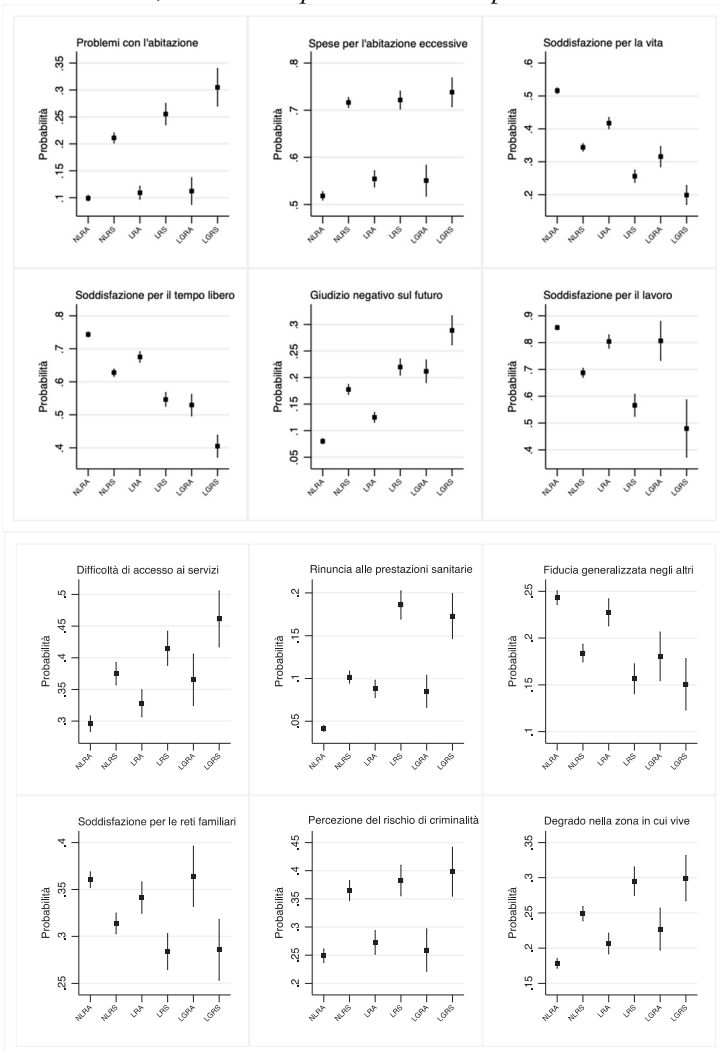 Problemi con l'abitazione
Probabilità
.35
.3
.25
.2
.15
.1
NLRA NLRS LRA LRS LGRA LGRS
Spese per l'abitazione eccessive
Probabilità
.8
.7
.6
.5
NLRA NLRS LRA LRS LGRA LGRS
Soddisfazione per la vita
Probabilità
.6
.5
.4
.3
.2
NLRA NLRS LRA LRS LGRA LGRS
Soddisfazione per il tempo libero
Probabilità
.8
.7
.6
.5
.4
NLRA NLRS LRA LRS LGRA LGRS
Giudizio negativo sul futuro
Probabilità
.3
.25
.2
.15
.1
.05
NLRA NLRS LRA LRS LGRA LGRS
Soddisfazione per il lavoro
Probabilità
.9
.8
.7
.6
.5
.4
NLRA NLRS LRA LRS LGRA LGRS
Difficoltà di accesso ai servizi
Probabilità
.5
.45
.4
.35
.3
NLRA NLRS LRA LRS LGRA LGRS
Rinuncia alle prestazioni sanitarie
Probabilità
.2
.15
.1
.05
NLRA NLRS LRA LRS LGRA LGRS
Fiducia generalizzata negli altri
Probabilità
.25
.2
.15
.1
NLRA NLRS LRA LRS LGRA LGRS
Soddisfazione per le reti familiari
Probabilità
.4
.35
.3
.25
NLRA NLRS LRA LRS LGRA LGRS
Percezione del rischio di criminalità
Probabilità
.45
.4
.35
.3
.25
.2
NLRA NLRS LRA LRS LGRA LGRS
Degrado nella zona in cui vive
Probabilità
.35
.3
.25
.2
.15
NLRA NLRS LRA LRS LGRA LGRS